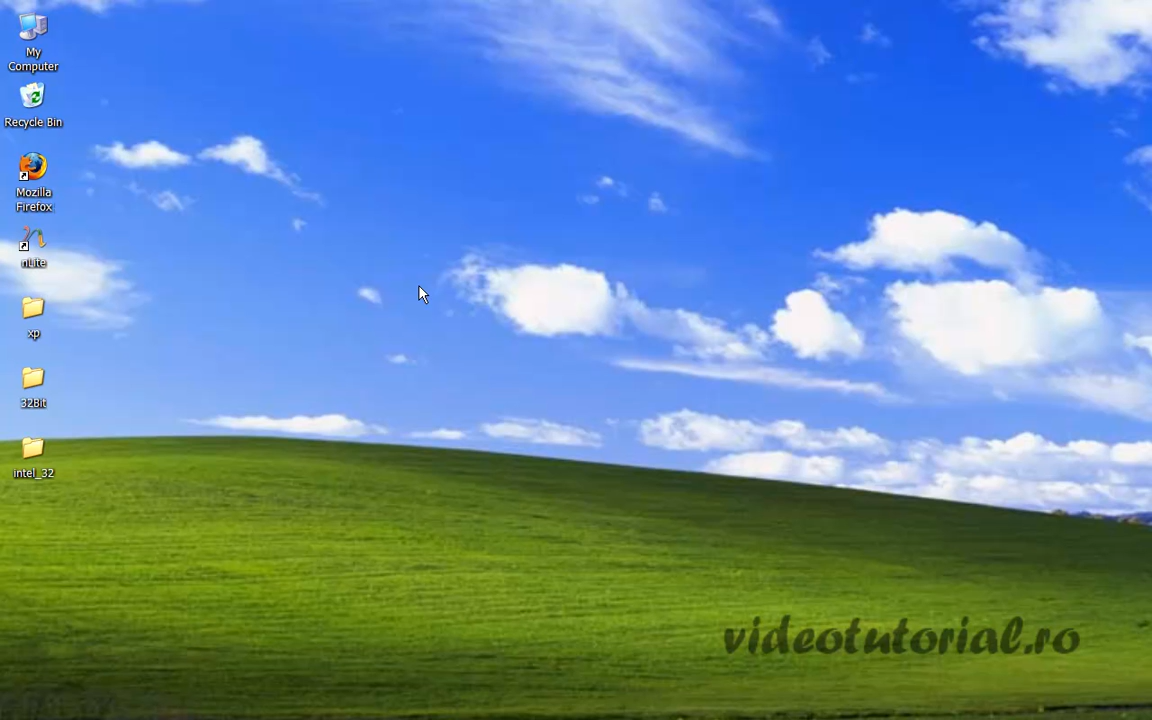 My
Computer
Recycle Bin
Mozilla
Firefox
nLite
xp
32Bit
intel_32
videotutorial.ro